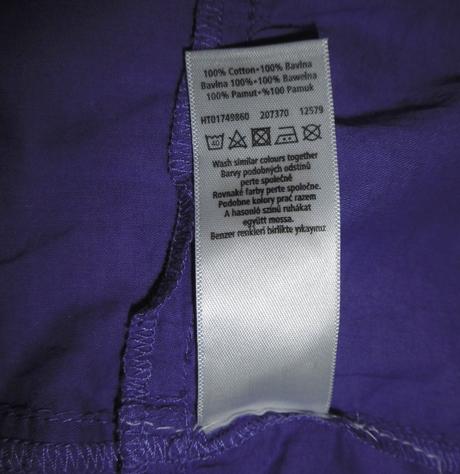 100% Cotton•100% Bavlna
Bavlna 100%•100% Bawełna
100% Pamut•%100 Pamuk
HT01749860 207370 12579
40
Wash similar colours together
Barvy podobných odstínů
perte společně
Rovnaké farby perte spoločne.
Podobne kolory prać razem
A hasonló színű ruhákat
együtt mossa.
Benzer renkleri birlikte yıkayınız